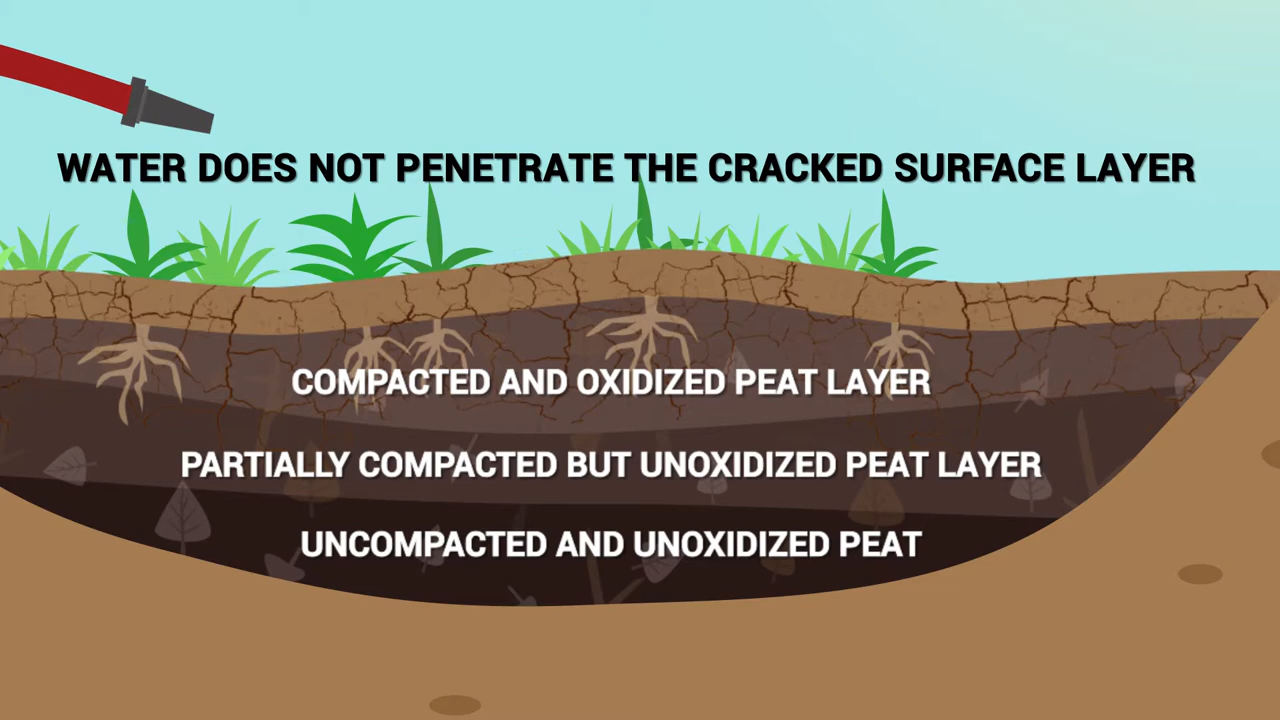 WATER DOES NOT PENETRATE THE CRACKED SURFACE LAYER
COMPACTED AND OXIDIZED PEAT LAYER
PARTIALLY COMPACTED BUT UNOXIDIZED PEAT LAYER
UNCOMPACTED AND UNOXIDIZED PEAT